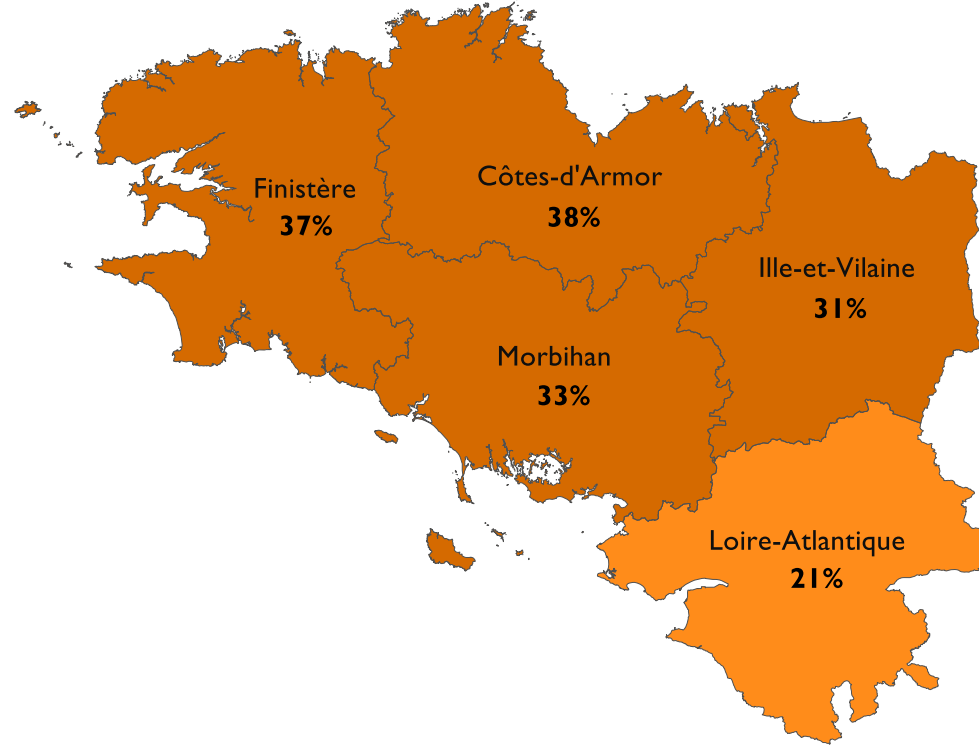 Finistère
37%
Côtes-d'Armor
38%
Ille-et-Vilaine
31%
Morbihan
33%
Loire-Atlantique
21%